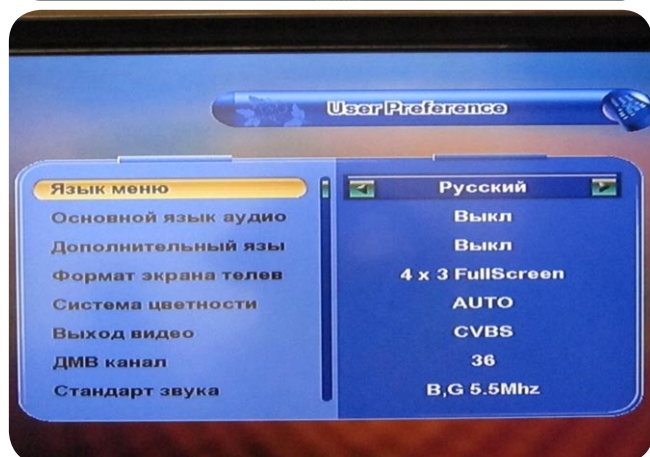 User Preference
Язык меню Русский
Основной язык аудио Выкл
Дополнительный язы Выкл
Формат экрана телев 4 x 3 FullScreen
Система цветности AUTO
Выход видео CVBS
ДМВ канал 36
Стандарт звука B,G 5.5Mhz